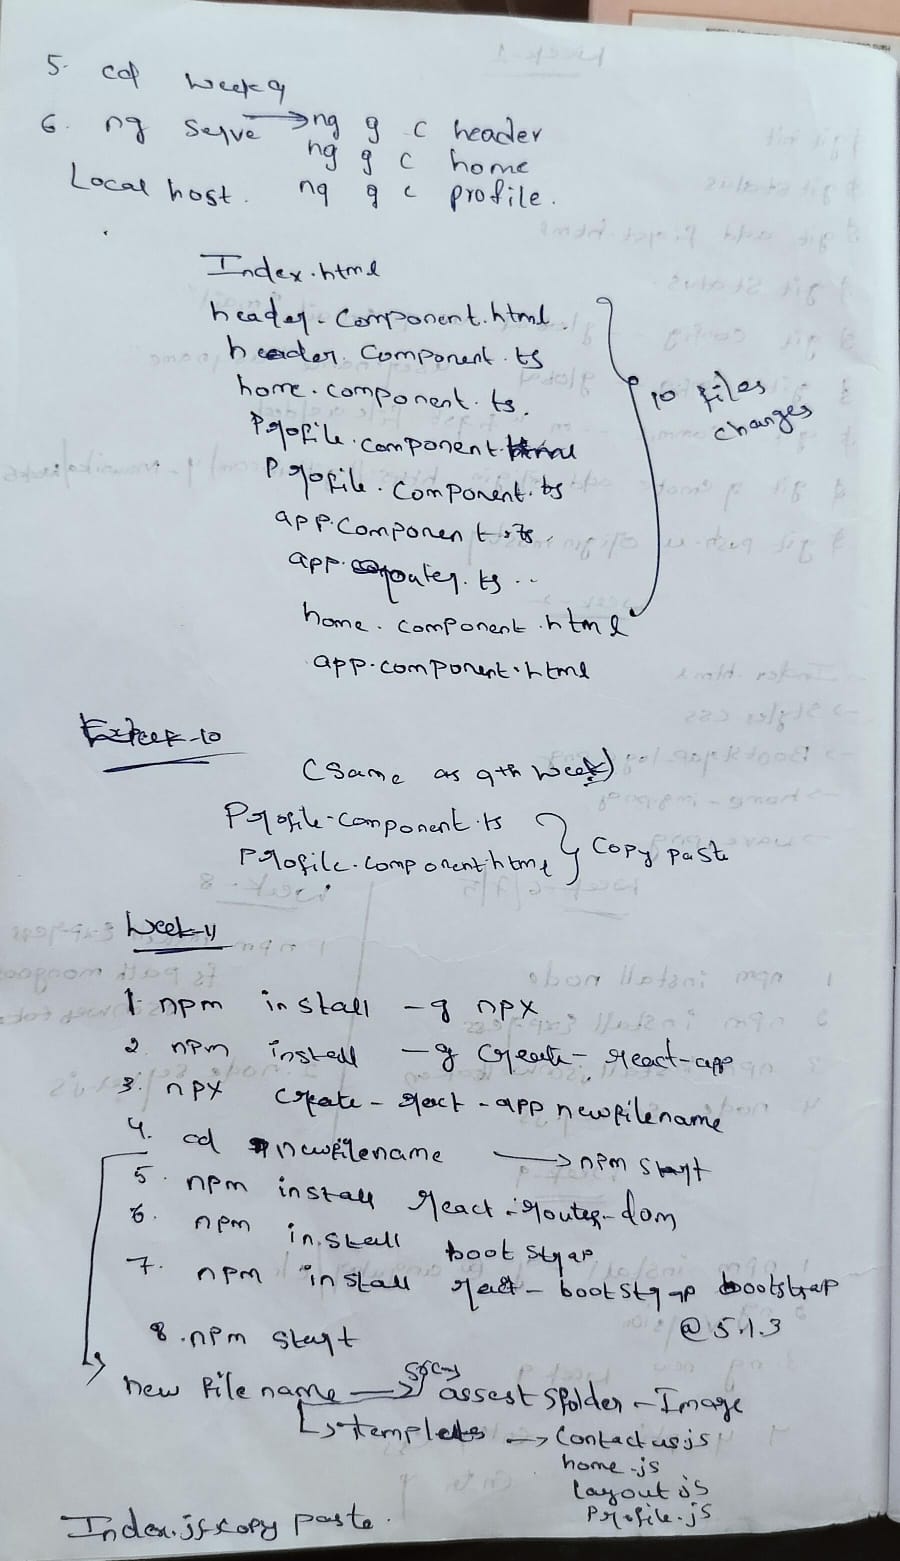 5. cd week9
6. ng serve → ng g c header
ng g c home
Local host. ng g c profile.
Index.html
header.component.html.
header.component.ts
home.component.ts.
Profile.component.html
Profile.component.ts
app.component.ts.
10 files
changes
app.router.ts..
home.component.html
app.component.html
Week-10
(Same as 9th week)
Profile-component.ts
Profile.component.html } Copy paste
Week-11
1. npm install -g npx
2. npm install -g create-react-app
3. npx create-react-app newfilename
4. cd newfilename → npm start
5. npm install react-router-dom
6. npm install bootstrap
7. npm install react-bootstrap bootstrap
@5.1.3
8. npm start
new file name → assests folder - Image
↳ templets → Contactus.js
home.js
layout.js
Profile.js
Index.js copy paste.